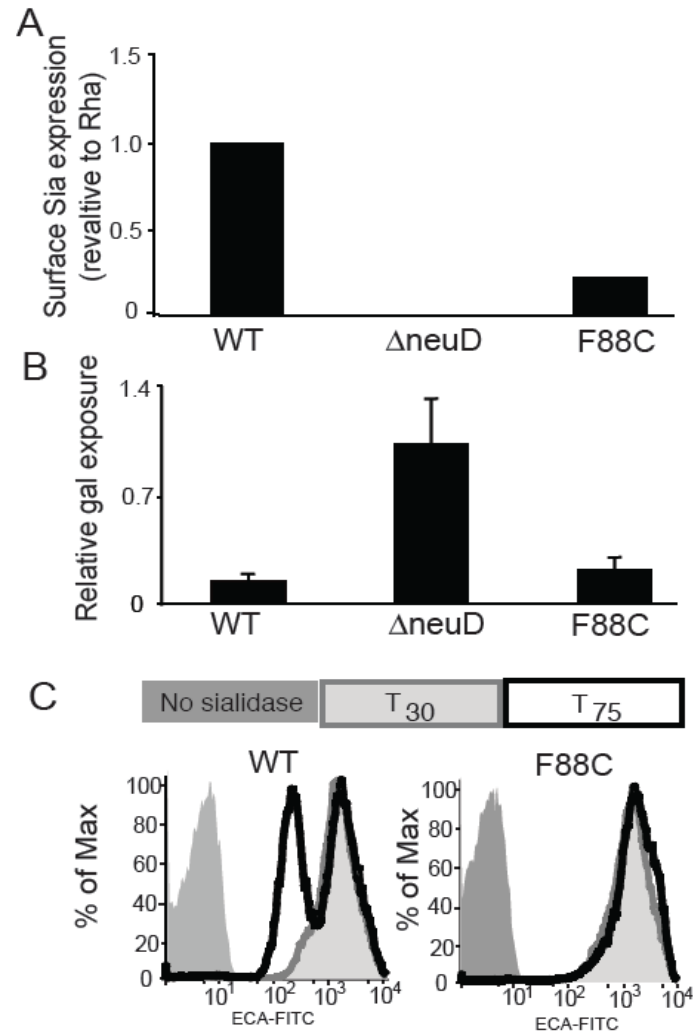 A
Surface Sia expression
(revaltive to Rha)
1.5
1.0
0.5
0
WT ΔneuD F88C
B
Relative gal exposure
1.4
0.7
0
WT ΔneuD F88C
C
No sialidase T30 T75
WT
% of Max
100
80
60
40
20
0
10¹ 10² 10³ 10⁴
ECA-FITC
F88C
% of Max
100
80
60
40
20
0
10¹ 10² 10³ 10⁴
ECA-FITC